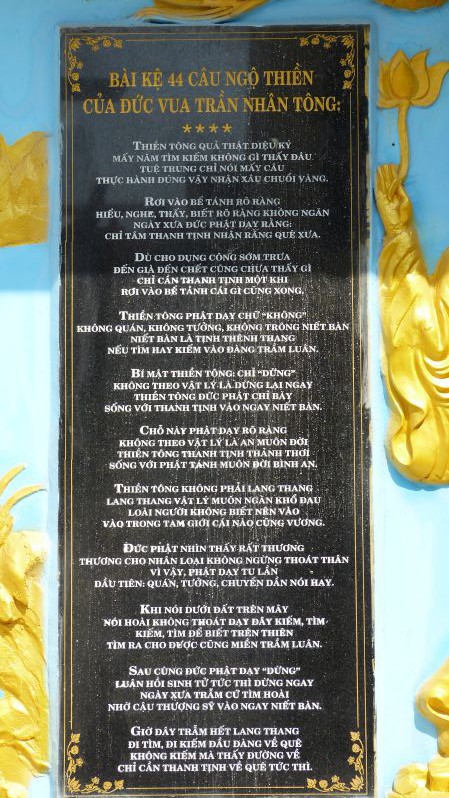 BÀI KỆ 44 CÂU NGỘ THIỀN
CỦA ĐỨC VUA TRẦN NHÂN TÔNG:
****
THIỀN TÔNG QUẢ THẬT DIỆU KỲ
MẤY NĂM TÌM KIẾM KHÔNG GÌ THẤY ĐÂU
TUỆ TRUNG CHỈ NÓI MẤY CÂU
THỰC HÀNH ĐÚNG VẬY NHẬN XÂU CHUỖI VÀNG.
RƠI VÀO BỂ TÁNH RÕ RÀNG
HIỂU, NGHE, THẤY, BIẾT RÕ RÀNG KHÔNG NGĂN
NGÀY XƯA ĐỨC PHẬT DẠY RẰNG:
CHỈ TÂM THANH TỊNH NHẬN RẰNG QUÊ XƯA.
DÙ CHO DỤNG CÔNG SỚM TRƯA
ĐẾN GIÀ ĐẾN CHẾT CŨNG CHƯA THẤY GÌ
CHỈ CẦN THANH TỊNH MỘT KHI
RƠI VÀO BỂ TÁNH CÁI GÌ CŨNG XONG.
THIỀN TÔNG PHẬT DẠY CHỮ "KHÔNG"
KHÔNG QUÁN, KHÔNG TƯỞNG, KHÔNG TRÔNG NIẾT BÀN
NIẾT BÀN LÀ TỊNH THÊNH THANG
NẾU TÌM HAY KIẾM VÀO ĐÀNG TRẦM LUÂN.
BÍ MẬT THIỀN TÔNG: CHỈ "DỪNG"
KHÔNG THEO VẬT LÝ LÀ DỪNG LẠI NGAY
THIỀN TÔNG ĐỨC PHẬT CHỈ BÀY
SỐNG VỚI THANH TỊNH VÀO NGAY NIẾT BÀN.
CHỖ NÀY PHẬT DẠY RÕ RÀNG
KHÔNG THEO VẬT LÝ LÀ AN MUÔN ĐỜI
THIỀN TÔNG THANH TỊNH THẢNH THƠI
SỐNG VỚI PHẬT TÁNH MUÔN ĐỜI BÌNH AN.
THIỀN TÔNG KHÔNG PHẢI LANG THANG
LANG THANG VẬT LÝ MUÔN NGÀN KHỔ ĐAU
LOÀI NGƯỜI KHÔNG BIẾT NÊN VÀO
VÀO TRONG TAM GIỚI CÁI NÀO CŨNG VƯƠNG.
ĐỨC PHẬT NHÌN THẤY RẤT THƯƠNG
THƯƠNG CHO NHÂN LOẠI KHÔNG NGỪNG THOÁT THÂN
VÌ VẬY, PHẬT DẠY TU LẦN
ĐẦU TIÊN: QUÁN, TƯỞNG, CHUYỂN DẦN NÓI HAY.
KHI NÓI DƯỚI ĐẤT TRÊN MÂY
NÓI HOÀI KHÔNG THOÁT DẠY ĐÂY KIẾM, TÌM
KIẾM, TÌM ĐỂ BIẾT TRÊN THIÊN
TÌM RA CHO ĐƯỢC CŨNG MIỀN TRẦM LUÂN.
SAU CÙNG ĐỨC PHẬT DẠY "DỪNG"
LUÂN HỒI SINH TỬ TỨC THÌ DỪNG NGAY
NGÀY XƯA TRẪM CỨ TÌM HOÀI
NHỜ CẬU THƯỢNG SỸ VÀO NGAY NIẾT BÀN.
GIỜ ĐÂY TRẪM HẾT LANG THANG
ĐI TÌM, ĐI KIẾM ĐÂU ĐÀNG VỀ QUÊ
KHÔNG KIẾM MÀ THẤY ĐƯỜNG VỀ
CHỈ CẦN THANH TỊNH VỀ QUÊ TỨC THÌ.